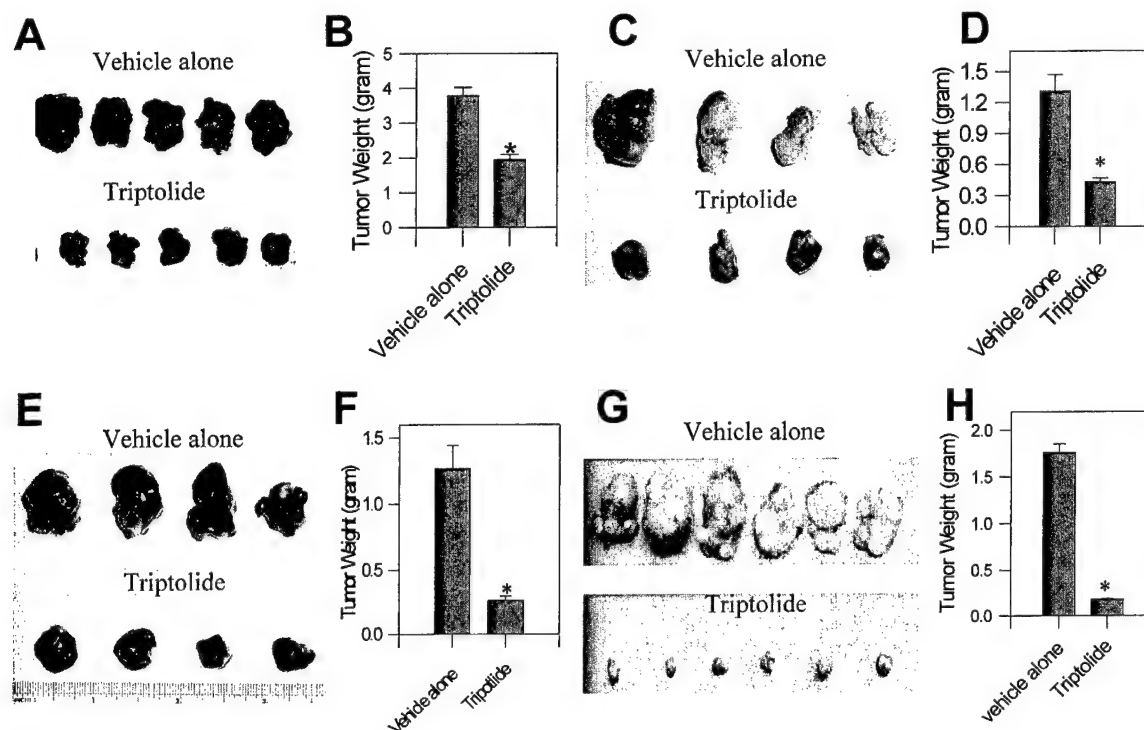 A
Vehicle alone
Triptolide
B
Tumor Weight (gram)
5
4
3
2
1
0
*
Vehicle alone
Triptolide
C
Vehicle alone
Triptolide
D
Tumor Weight (gram)
1.5
1.2
0.9
0.6
0.3
0.0
*
Vehicle alone
Triptolide
E
Vehicle alone
Triptolide
F
Tumor Waight (gram)
1.5
1.0
0.5
0.0
*
Vehicle alone
Tripotlide
G
Vehicle alone
Triptolide
H
Tumor Weight (gram)
2.0
1.5
1.0
0.5
0.0
*
vehicle alone
Triptolide